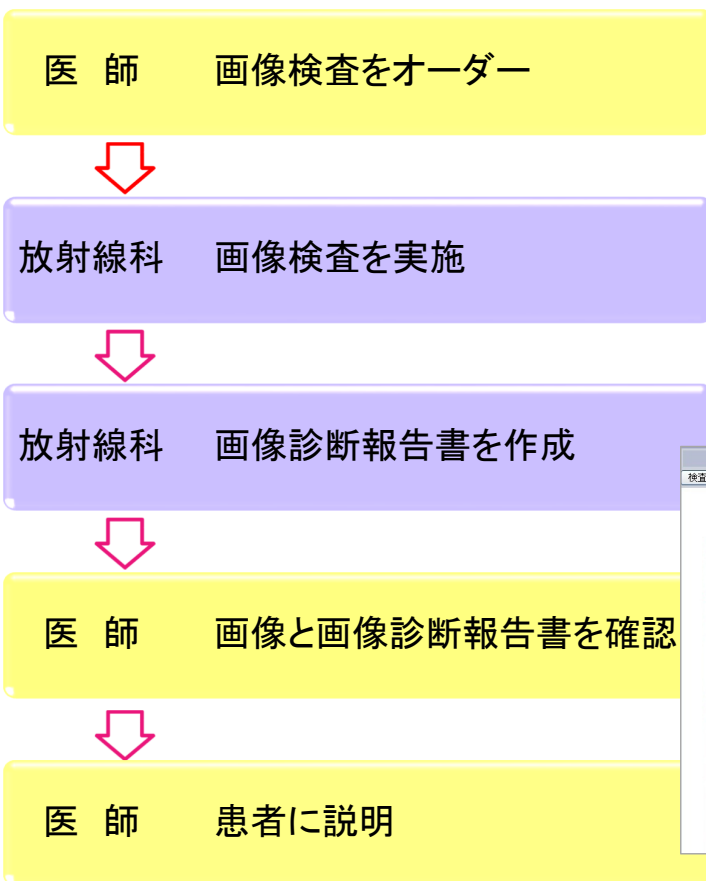 医 師 画像検査をオーダー
放射線科 画像検査を実施
放射線科 画像診断報告書を作成
検査
医 師 画像と画像診断報告書を確認
医 師 患者に説明